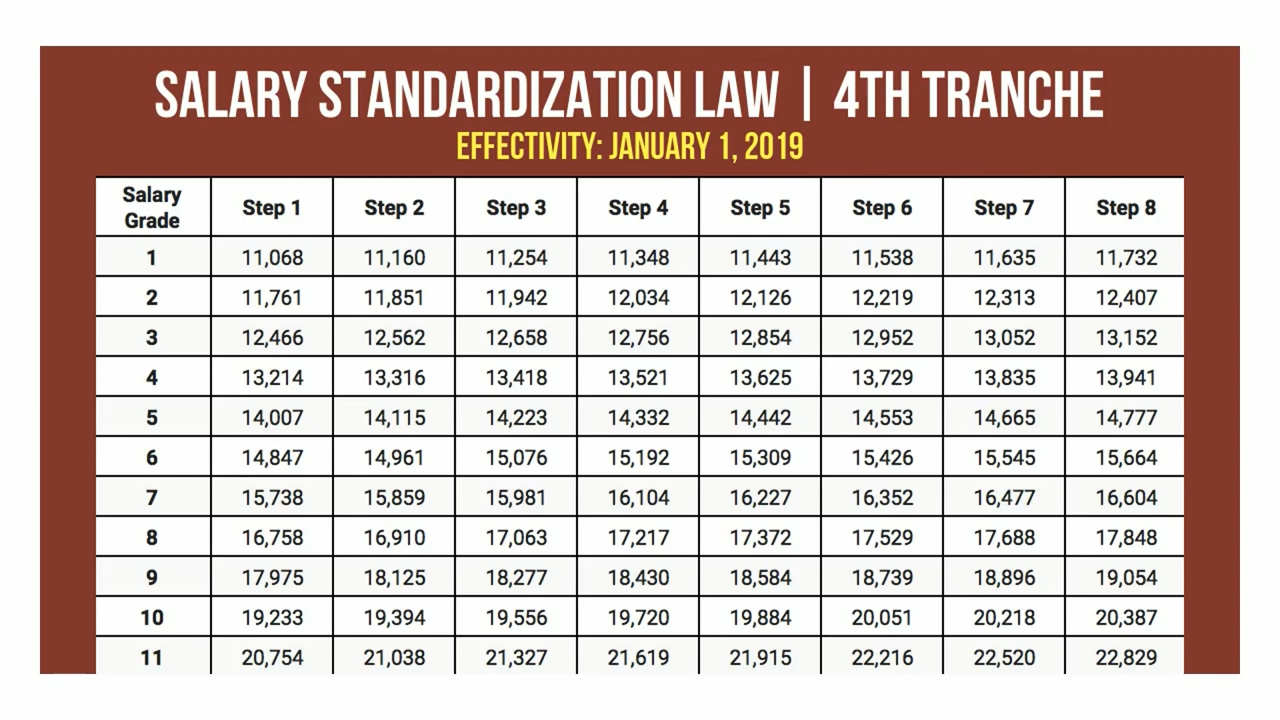 SALARY STANDARDIZATION LAW | 4TH TRANCHE
EFFECTIVITY: JANUARY 1, 2019
Salary Grade Step 1 Step 2 Step 3 Step 4 Step 5 Step 6 Step 7 Step 8
1 11,068 11,160 11,254 11,348 11,443 11,538 11,635 11,732
2 11,761 11,851 11,942 12,034 12,126 12,219 12,313 12,407
3 12,466 12,562 12,658 12,756 12,854 12,952 13,052 13,152
4 13,214 13,316 13,418 13,521 13,625 13,729 13,835 13,941
5 14,007 14,115 14,223 14,332 14,442 14,553 14,665 14,777
6 14,847 14,961 15,076 15,192 15,309 15,426 15,545 15,664
7 15,738 15,859 15,981 16,104 16,227 16,352 16,477 16,604
8 16,758 16,910 17,063 17,217 17,372 17,529 17,688 17,848
9 17,975 18,125 18,277 18,430 18,584 18,739 18,896 19,054
10 19,233 19,394 19,556 19,720 19,884 20,051 20,218 20,387
11 20,754 21,038 21,327 21,619 21,915 22,216 22,520 22,829